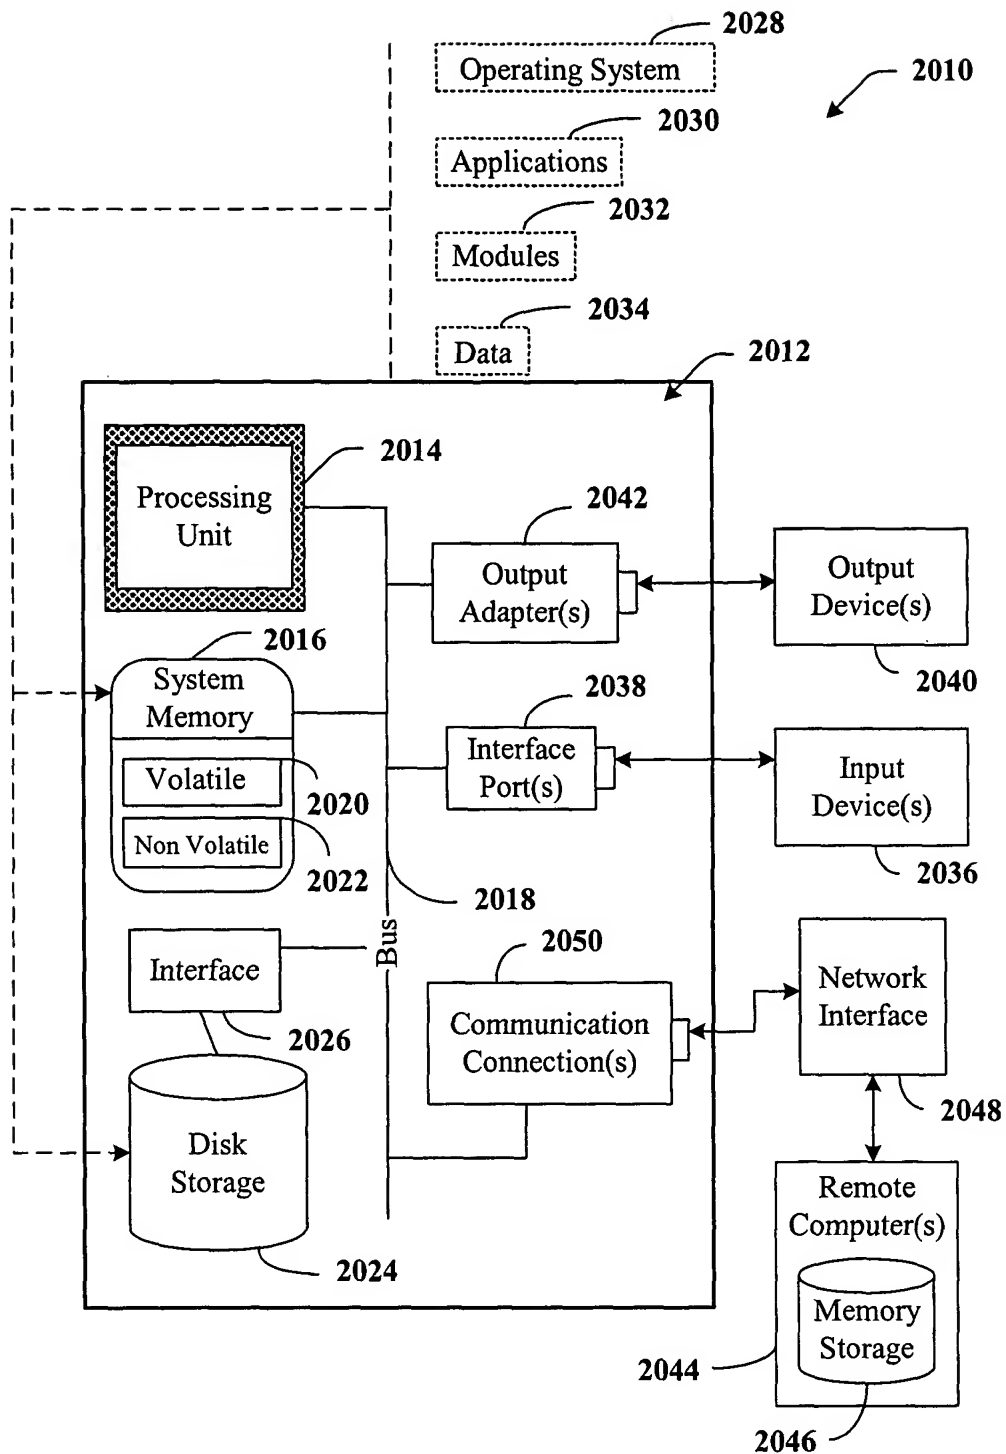 2028
Operating System
2010
2030
Applications
2032
Modules
2034
Data
2012
2014
Processing
Unit
2042
Output
Adapter(s)
Output
Device(s)
2040
2016
System
Memory
Volatile
2020
Non Volatile
2022
2038
Interface
Port(s)
Input
Device(s)
2036
2018
Bus
Interface
2026
2050
Communication
Connection(s)
Network
Interface
2048
Disk
Storage
2024
Remote
Computer(s)
Memory
Storage
2044
2046